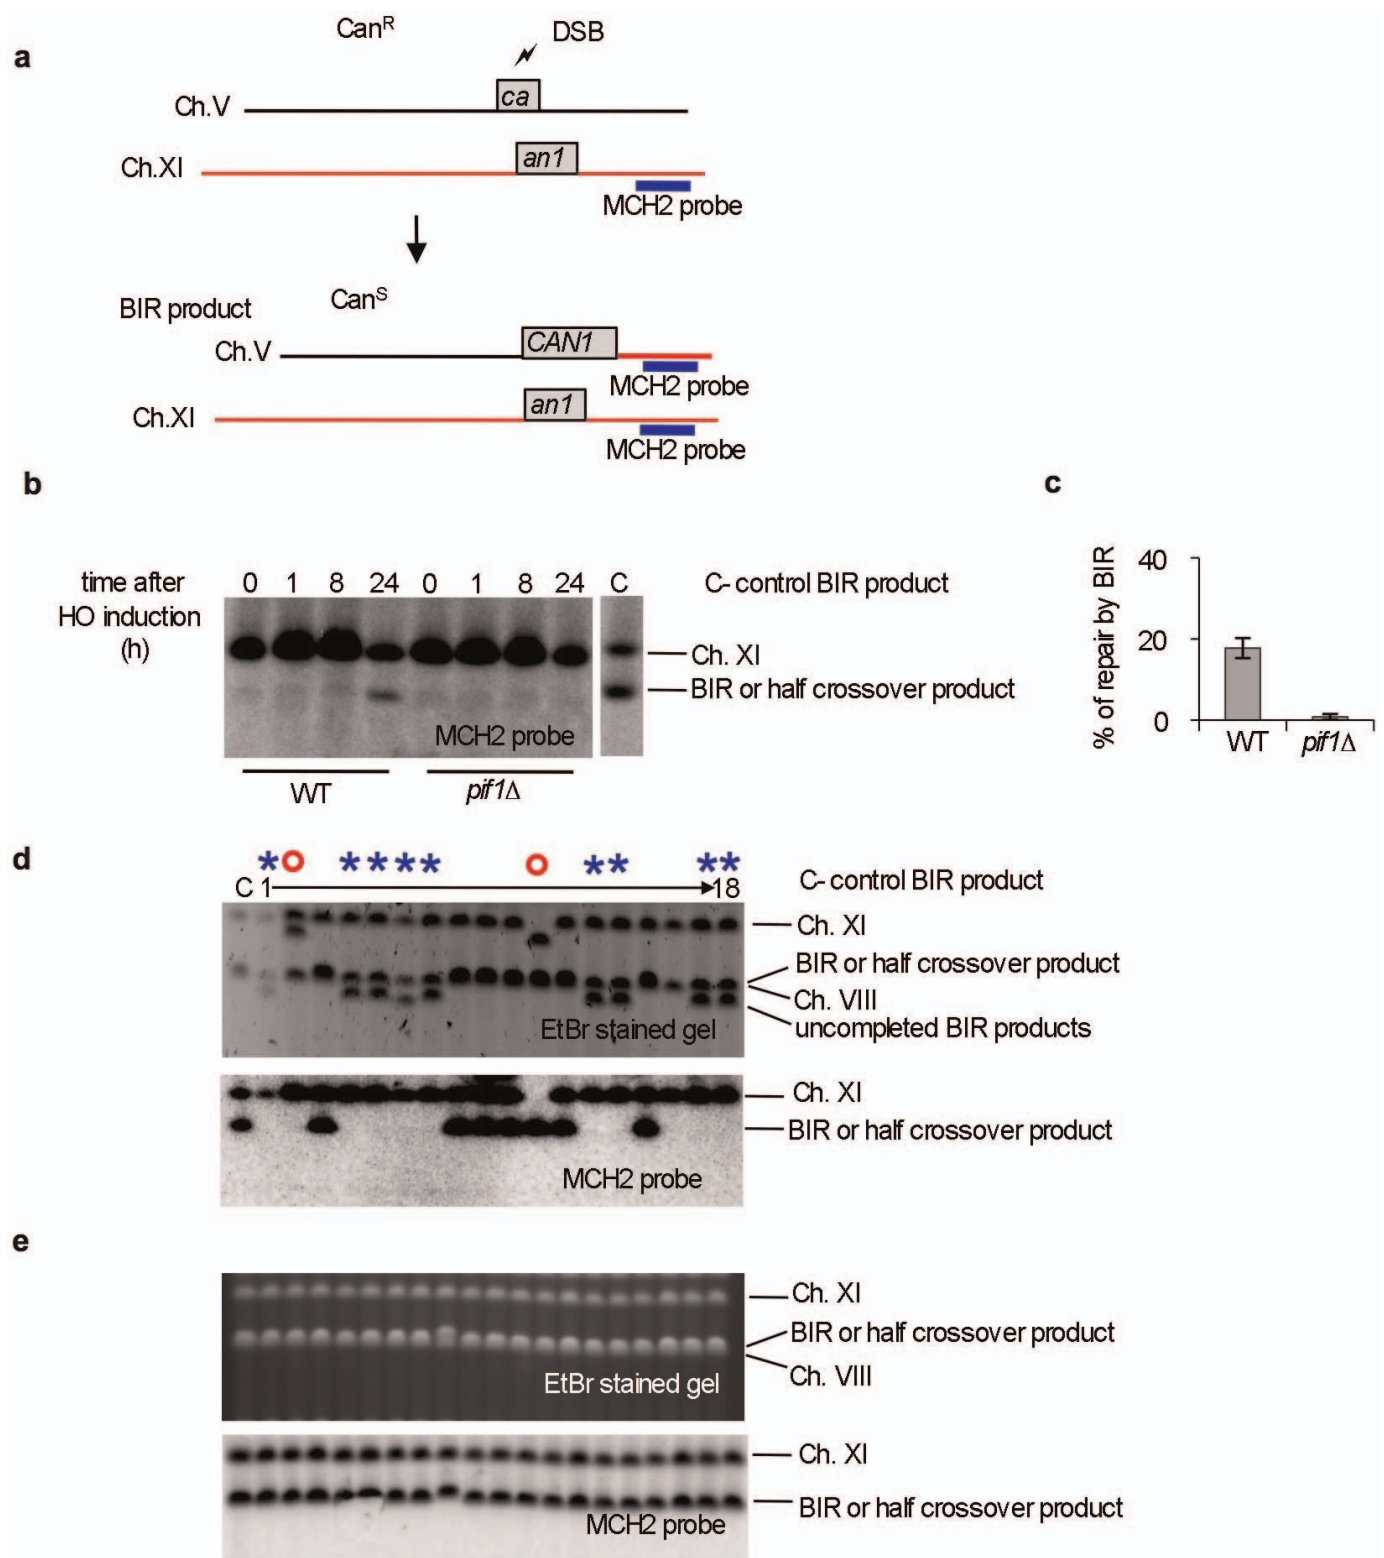 a
Can^R
DSB
ca
Ch.V
an1
Ch.XI
MCH2 probe
BIR product
Can^S
CAN1
Ch.V
MCH2 probe
an1
Ch.XI
MCH2 probe
b
time after
HO induction
(h)
0 1 8 24 0 1 8 24 C
C- control BIR product
Ch. XI
BIR or half crossover product
MCH2 probe
WT
pif1Δ
c
% of repair by BIR
40
20
0
WT
pif1Δ
d
* * * * * * * * *
C 1 18
C- control BIR product
Ch. XI
BIR or half crossover product
Ch. VIII
uncompleted BIR products
EtBr stained gel
Ch. XI
BIR or half crossover product
MCH2 probe
e
Ch. XI
BIR or half crossover product
Ch. VIII
EtBr stained gel
Ch. XI
BIR or half crossover product
MCH2 probe